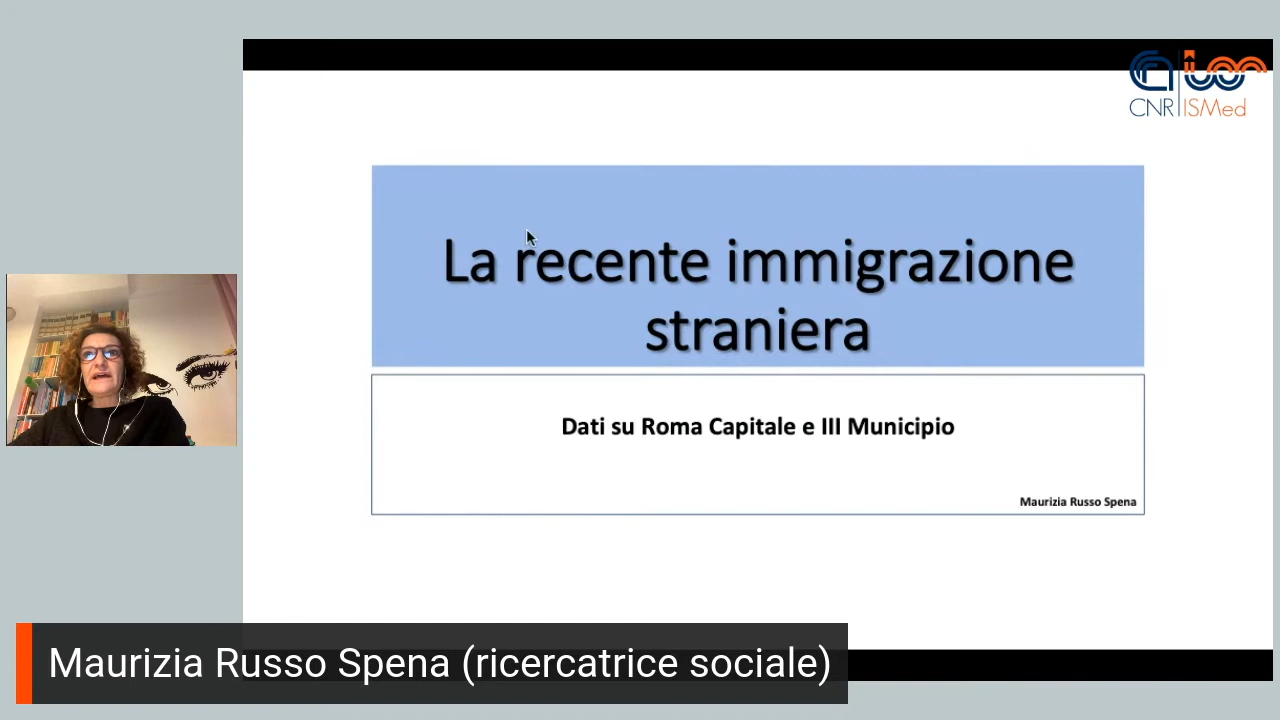 CNR ISMed
La recente immigrazione
straniera
Dati su Roma Capitale e III Municipio
Maurizia Russo Spena
Maurizia Russo Spena (ricercatrice sociale)